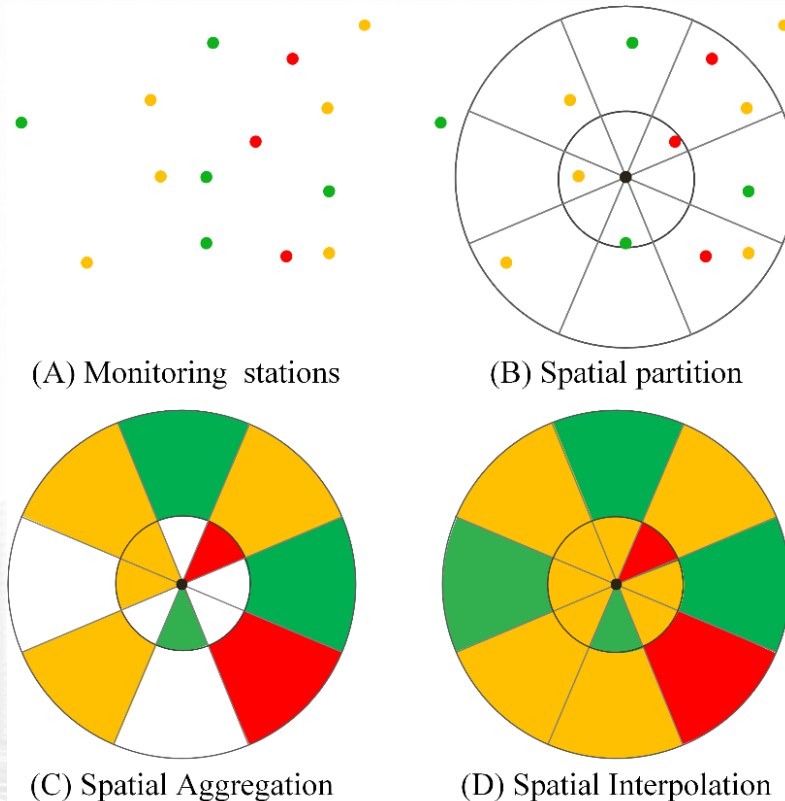 (A) Monitoring stations
(B) Spatial partition
(C) Spatial Aggregation
(D) Spatial Interpolation